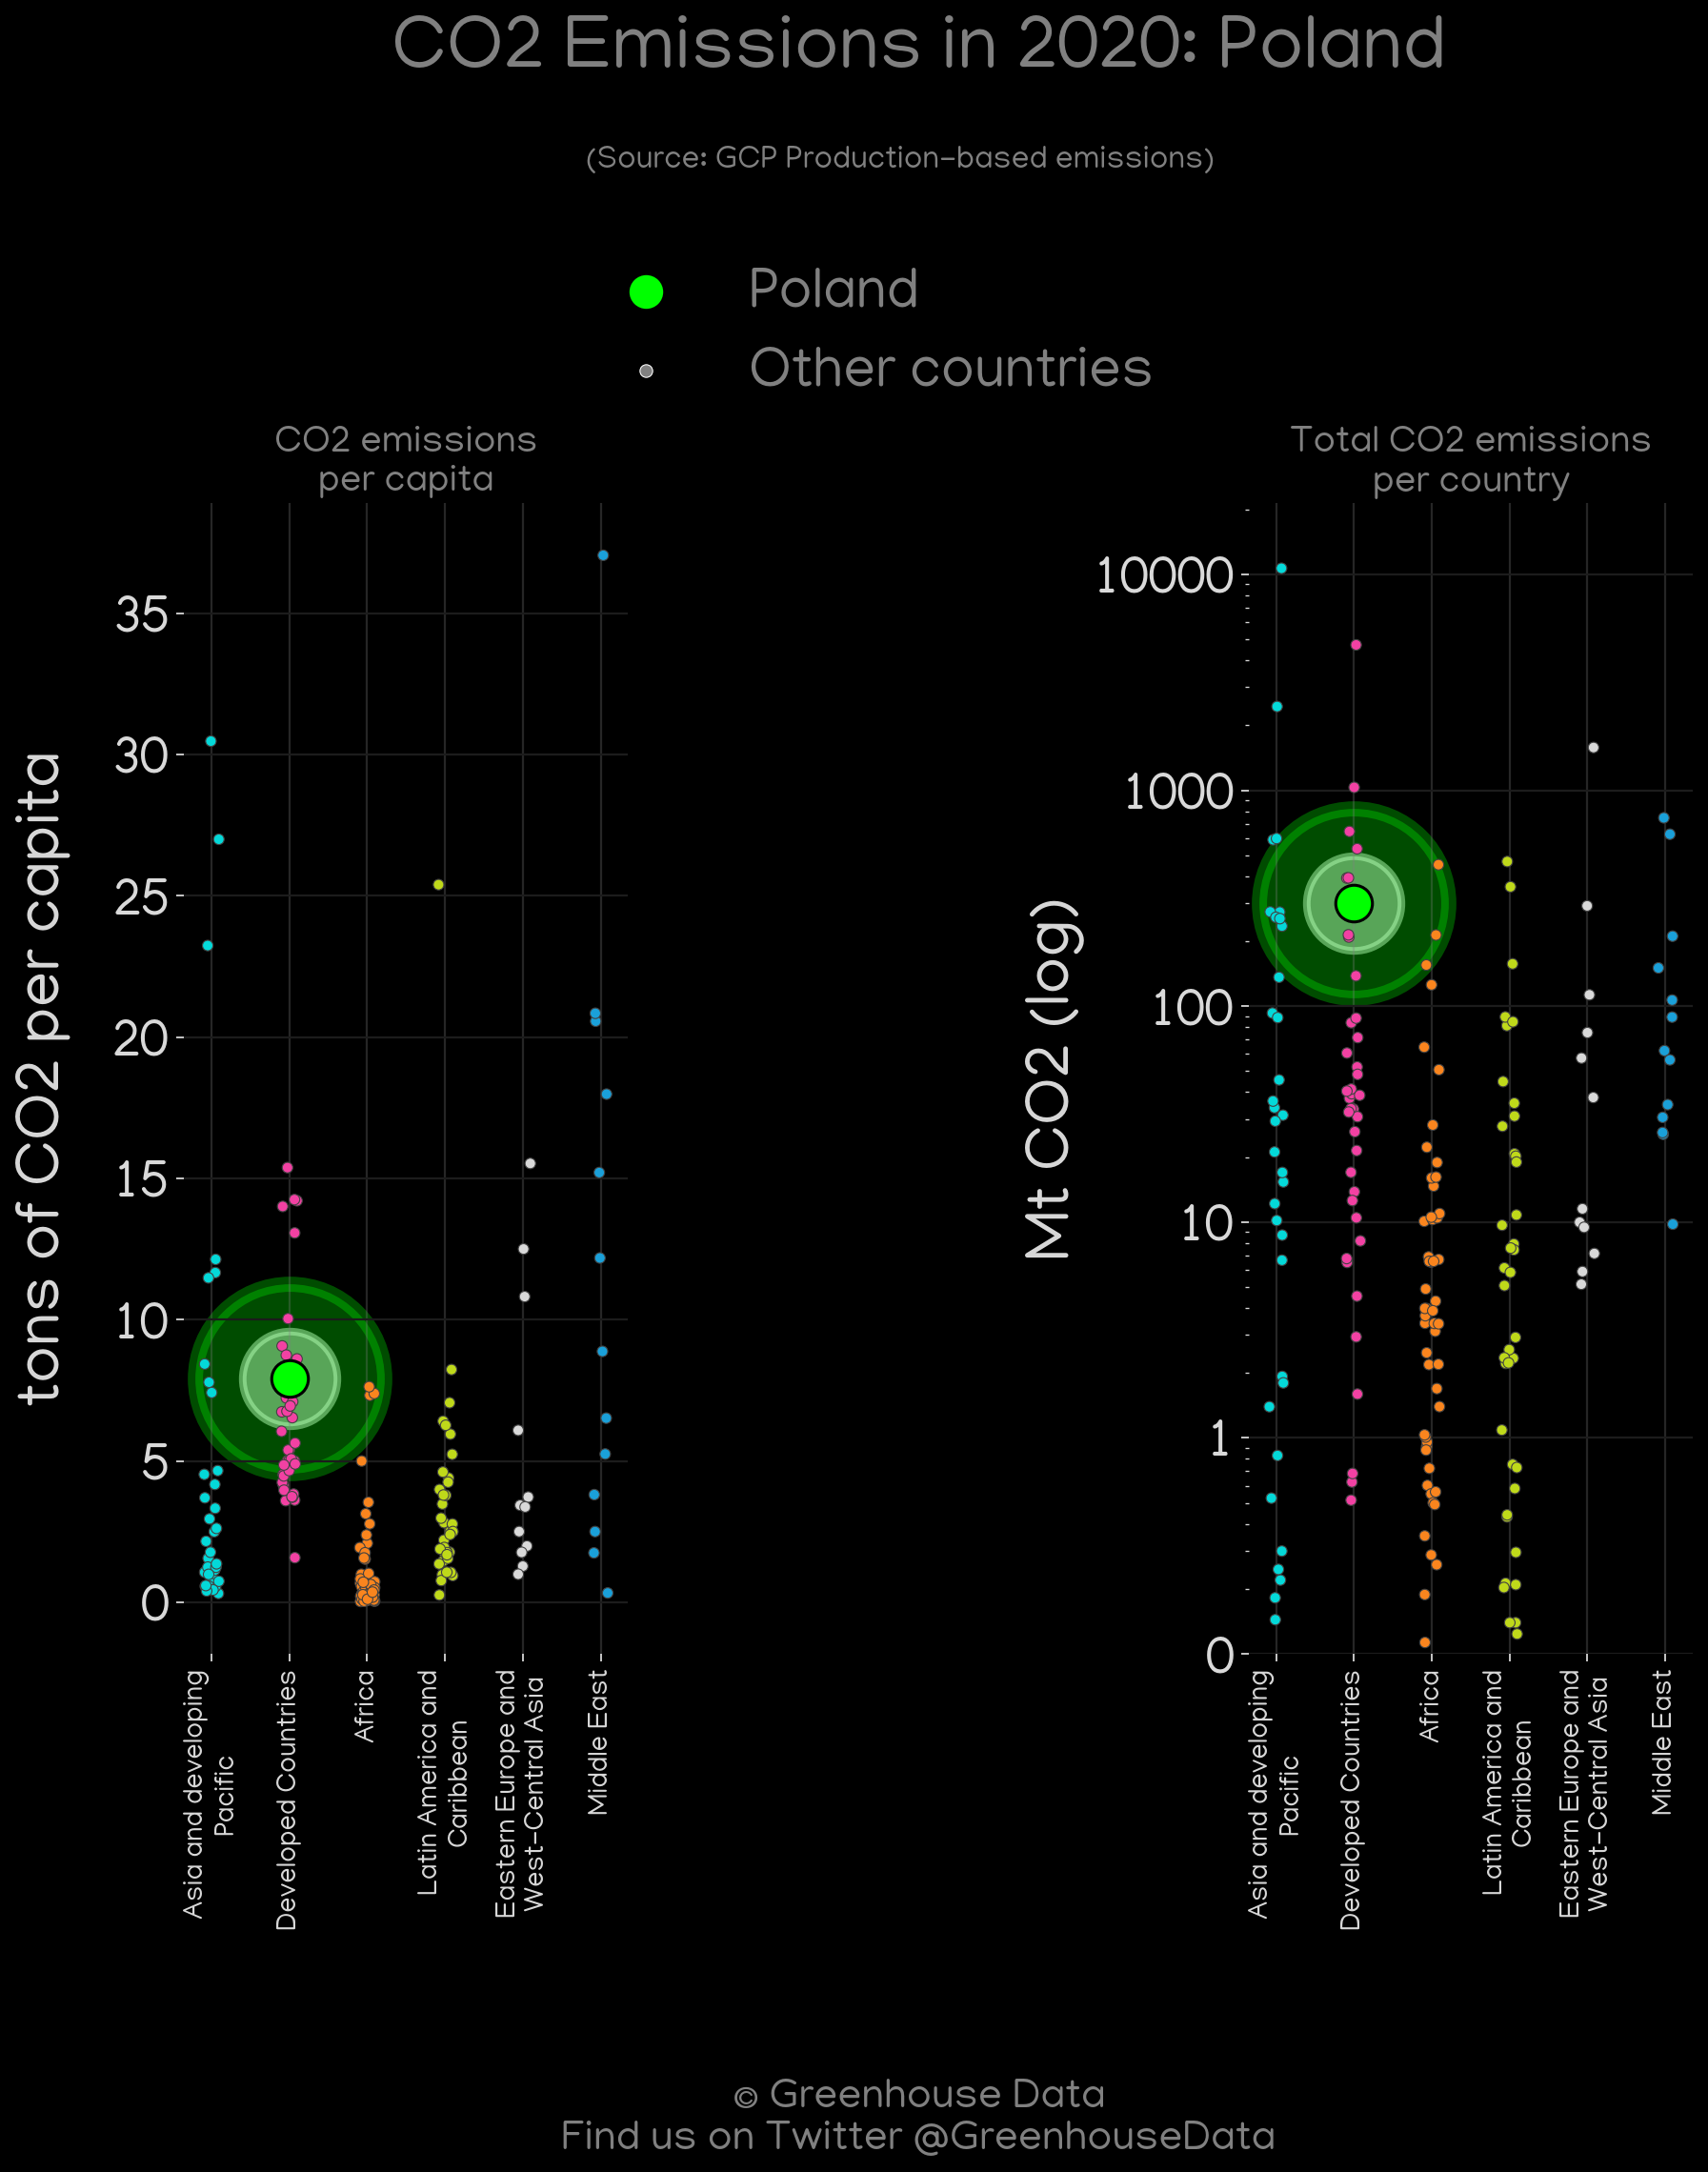 CO2 Emissions in 2020: Poland
(Source: GCP Production-based emissions)
Poland
Other countries
CO2 emissions
per capita
tons of CO2 per capita
35
30
25
20
15
10
5
0
Asia and developing
Pacific
Developed Countries
Africa
Latin America and
Caribbean
Eastern Europe and
West-Central Asia
Middle East
Total CO2 emissions
per country
Mt CO2 (log)
10000
1000
100
10
1
0
Asia and developing
Pacific
Developed Countries
Africa
Latin America and
Caribbean
Eastern Europe and
West-Central Asia
Middle East
© Greenhouse Data
Find us on Twitter @GreenhouseData